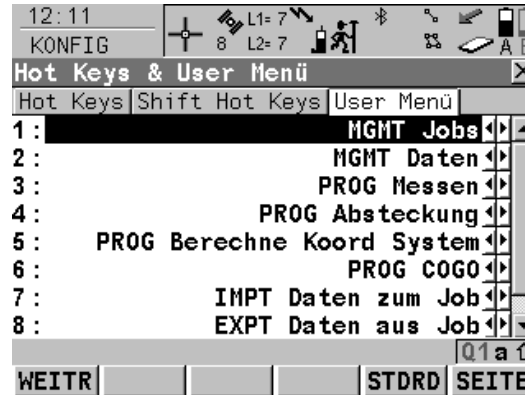 12:11
KONFIG
8
L1= 7
L2= 7
A B
Hot Keys & User Menü X
Hot Keys Shift Hot Keys User Menü
1: MGMT Jobs
2: MGMT Daten
3: PROG Messen
4: PROG Absteckung
5: PROG Berechne Koord System
6: PROG COGO
7: IMPT Daten zum Job
8: EXPT Daten aus Job
Q1 a
WEITR STDRD SEITE